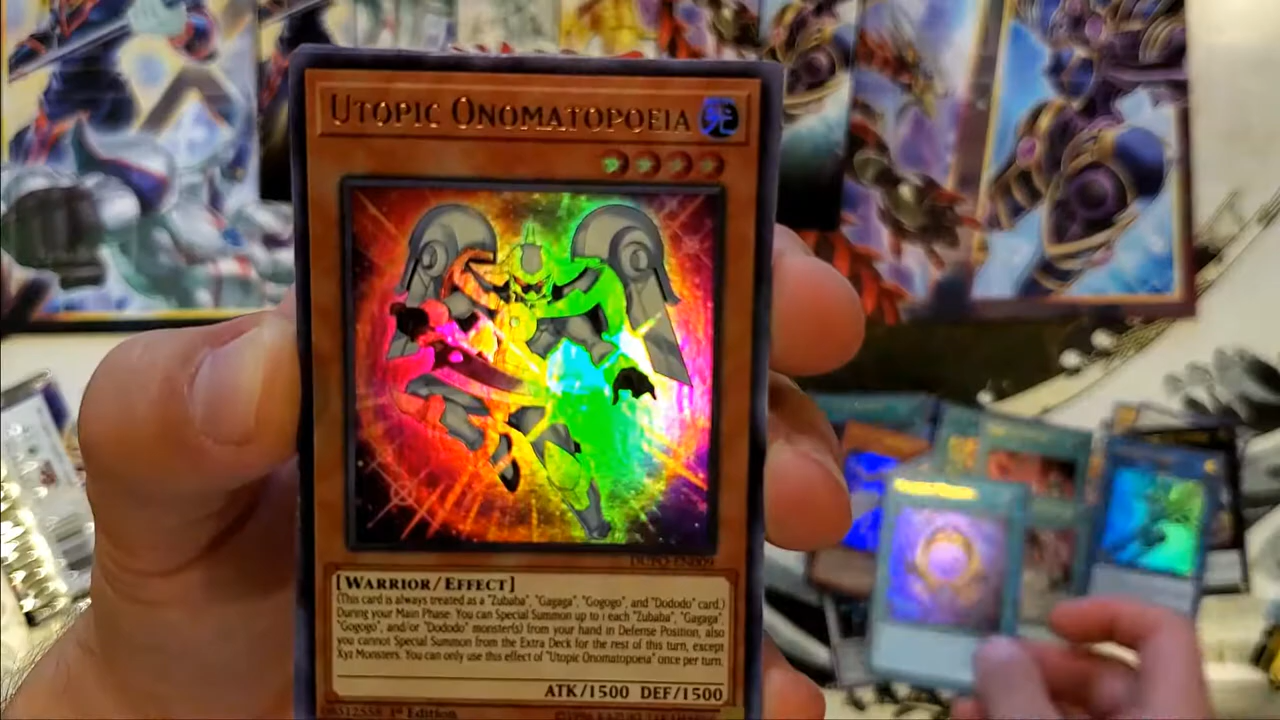 UTOPIC ONOMATOPOEIA
DUPO-EN009
[WARRIOR/EFFECT]
(This card is always treated as a "Zubaba", "Gagaga", "Gogogo", and "Dododo" card.)
During your Main Phase: You can Special Summon up to 1 each "Zubaba", "Gagaga",
"Gogogo", and/or "Dododo" monster(s) from your hand in Defense Position, also
you cannot Special Summon from the Extra Deck for the rest of this turn, except
Xyz Monsters. You can only use this effect of "Utopic Onomatopoeia" once per turn.
ATK/1500 DEF/1500
1st Edition